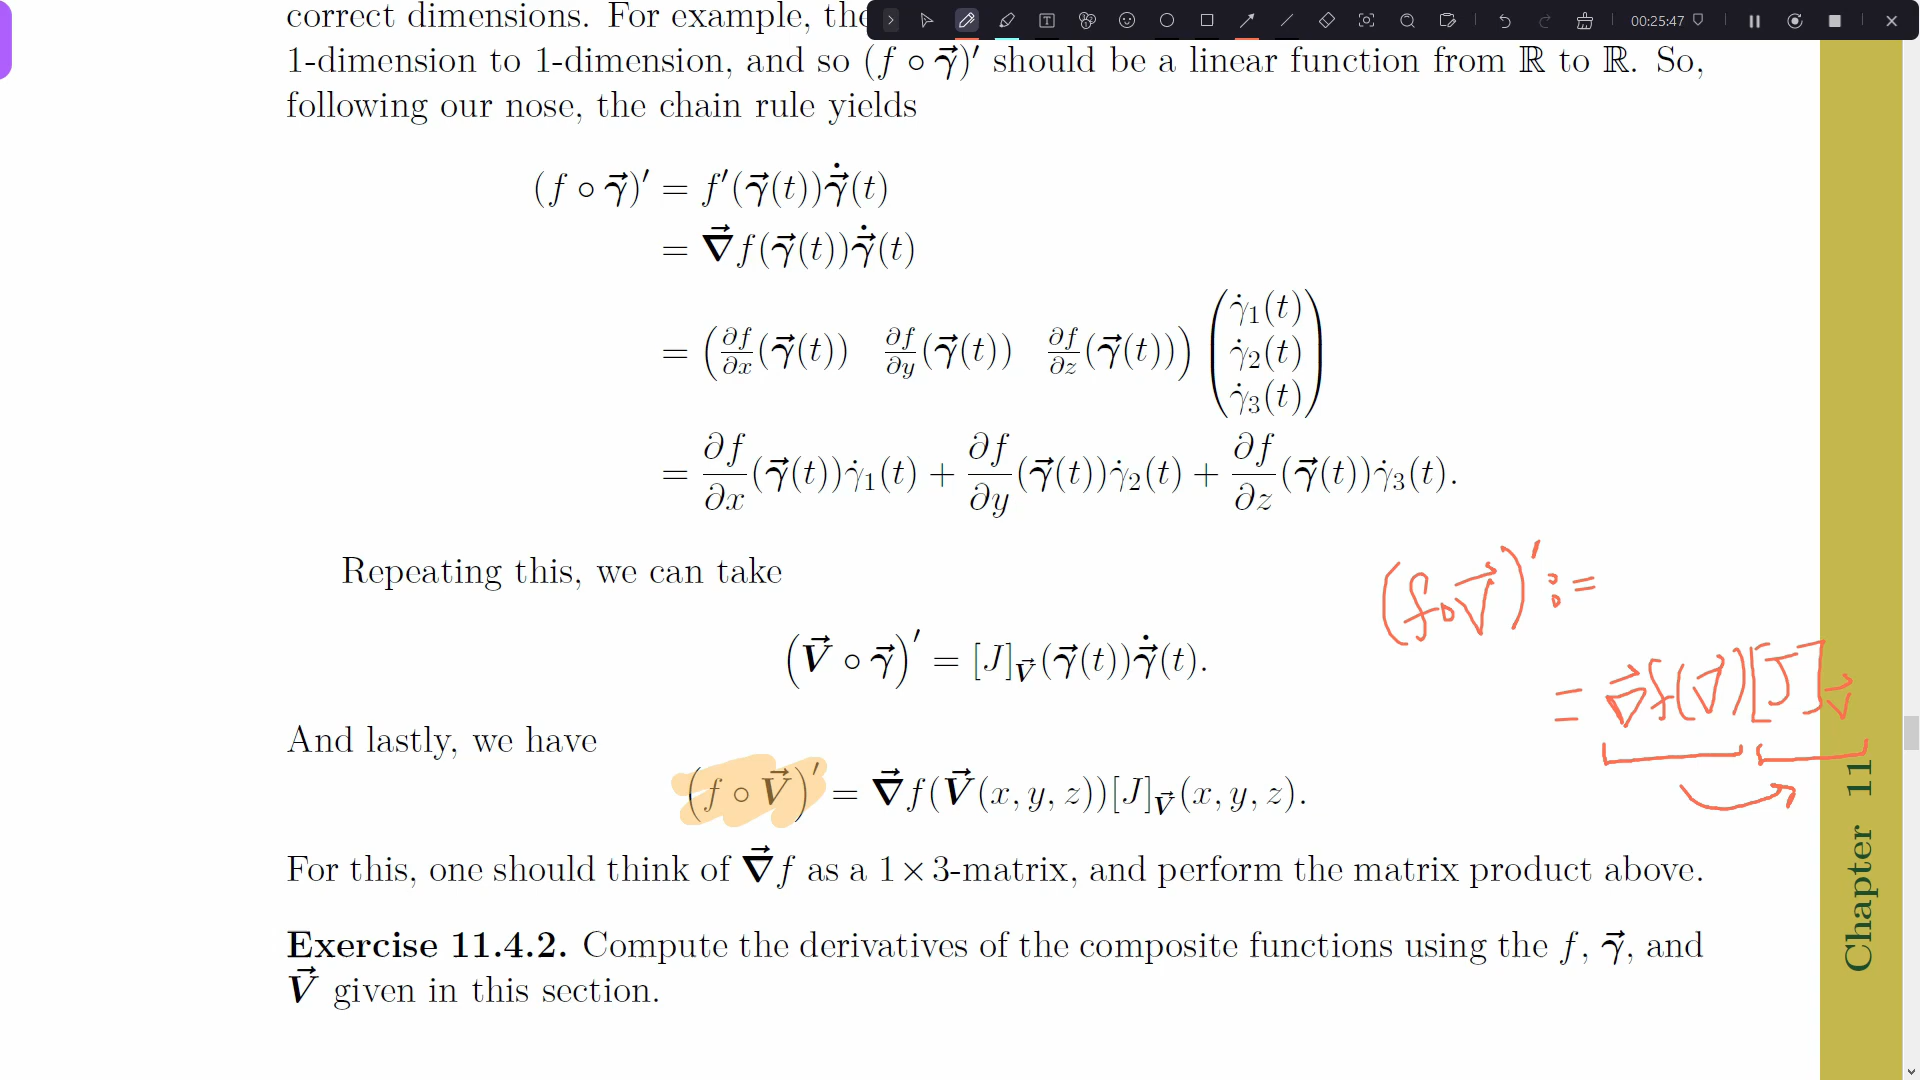 correct dimensions. For example, the
00:25:47
1-dimension to 1-dimension, and so (f ∘ γ⃗)′ should be a linear function from ℝ to ℝ. So,
following our nose, the chain rule yields
(f ∘ γ⃗)′ = f′(γ⃗(t))γ⃗̇(t)
= ∇⃗f(γ⃗(t))γ⃗̇(t)
= (∂f/∂x(γ⃗(t)) ∂f/∂y(γ⃗(t)) ∂f/∂z(γ⃗(t))) (γ̇₁(t) γ̇₂(t) γ̇₃(t))
= ∂f/∂x(γ⃗(t))γ̇₁(t) + ∂f/∂y(γ⃗(t))γ̇₂(t) + ∂f/∂z(γ⃗(t))γ̇₃(t).
Repeating this, we can take
(f∘V⃗)′ :=
(V⃗ ∘ γ⃗)′ = [J]_V⃗(γ⃗(t))γ⃗̇(t).
= ∇⃗f(V⃗)[J]_V⃗
And lastly, we have
(f ∘ V⃗)′ = ∇⃗f(V⃗(x, y, z))[J]_V⃗(x, y, z).
For this, one should think of ∇⃗f as a 1×3-matrix, and perform the matrix product above.
Exercise 11.4.2. Compute the derivatives of the composite functions using the f, γ⃗, and
V⃗ given in this section.
Chapter 11